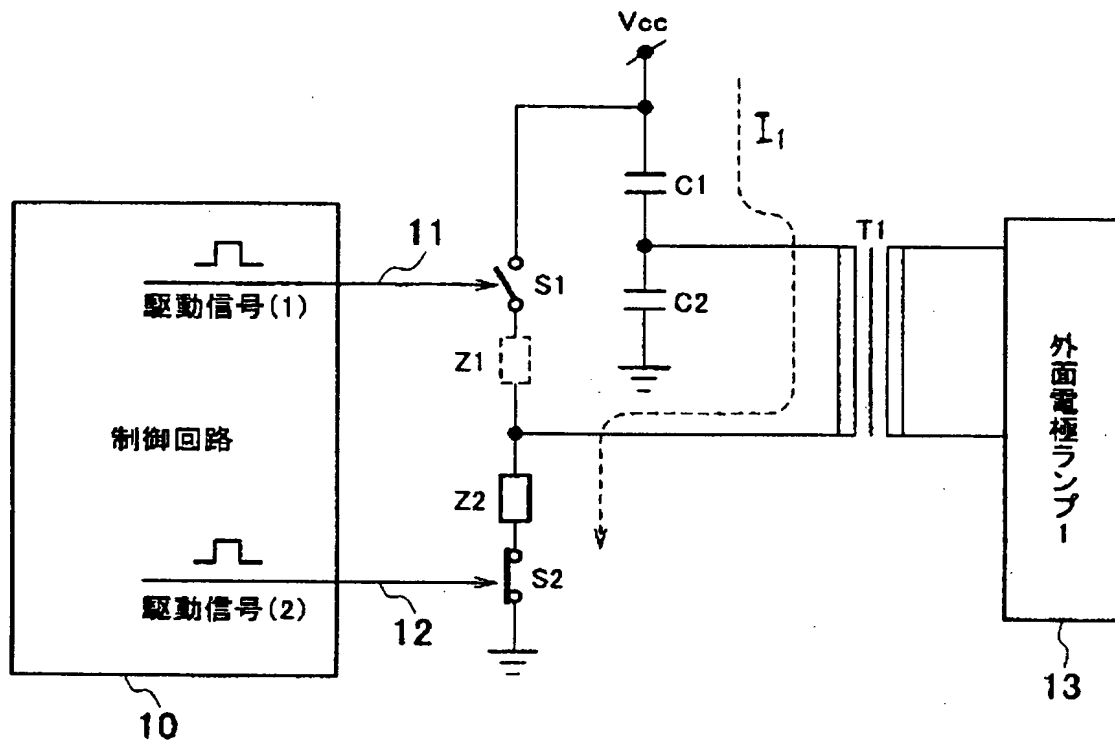 Vcc
I₁
C1
11
T1
駆動信号(1)
S1
C2
Z1
外面電極ランプー
制御回路
Z2
S2
駆動信号(2)
12
13
10